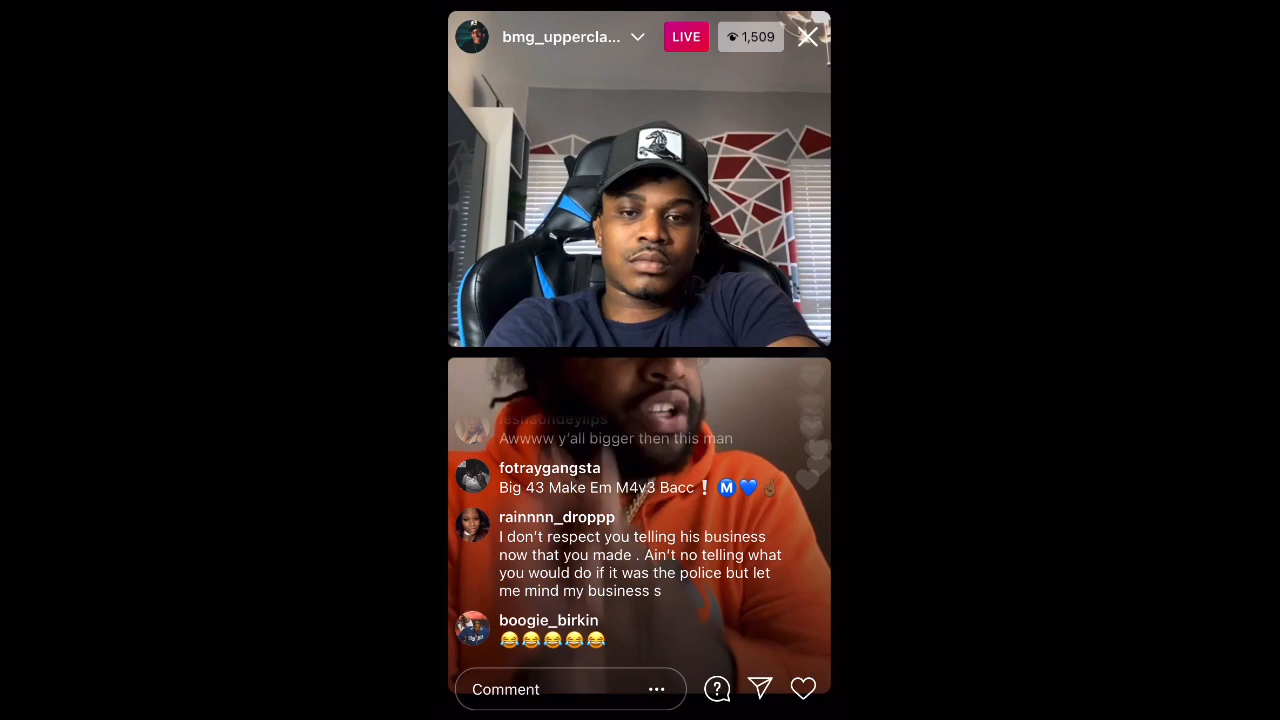 bmg_uppercla...
LIVE
1,509
Awwww y'all bigger then this man
fotraygangsta
Big 43 Make Em M4v3 Bacc❗Ⓜ️💙✌🏾
rainnnn_droppp
I don't respect you telling his business
now that you made . Ain't no telling what
you would do if it was the police but let
me mind my business s
boogie_birkin
😂😂😂😂😂
Comment